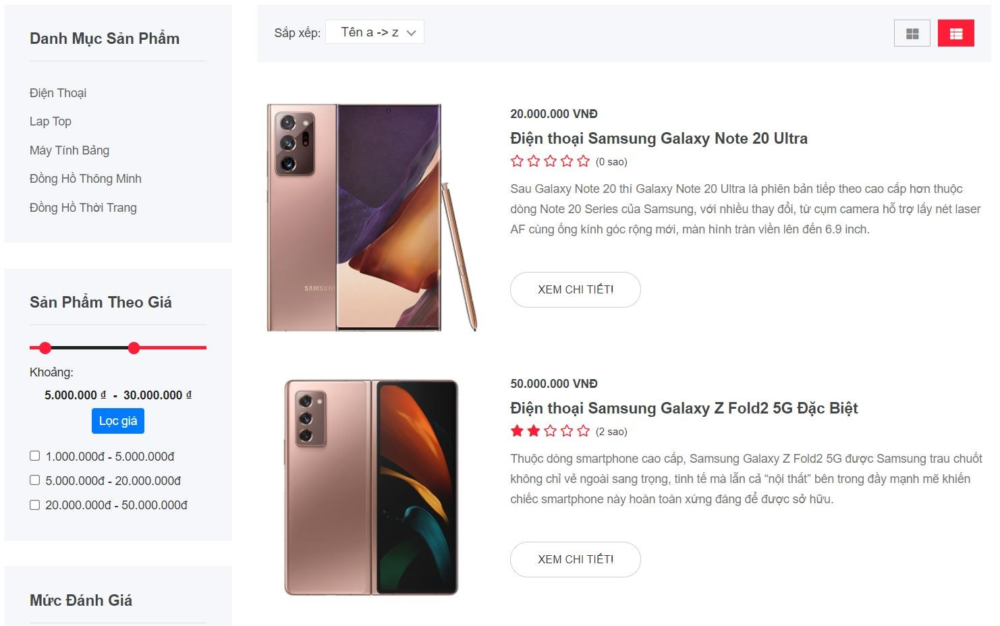 Danh Mục Sản Phẩm
Điện Thoại
Lap Top
Máy Tính Bảng
Đồng Hồ Thông Minh
Đồng Hồ Thời Trang
Sản Phẩm Theo Giá
Khoảng:
5.000.000 ₫ - 30.000.000 ₫
Lọc giá
1.000.000đ - 5.000.000đ
5.000.000đ - 20.000.000đ
20.000.000đ - 50.000.000đ
Mức Đánh Giá
Sắp xếp: Tên a -> z
SAMSUNG
20.000.000 VNĐ
Điện thoại Samsung Galaxy Note 20 Ultra
(0 sao)
Sau Galaxy Note 20 thì Galaxy Note 20 Ultra là phiên bản tiếp theo cao cấp hơn thuộc
dòng Note 20 Series của Samsung, với nhiều thay đổi, từ cụm camera hỗ trợ lấy nét laser
AF cùng ống kính góc rộng mới, màn hình tràn viền lên đến 6.9 inch.
XEM CHI TIẾT!
50.000.000 VNĐ
Điện thoại Samsung Galaxy Z Fold2 5G Đặc Biệt
(2 sao)
Thuộc dòng smartphone cao cấp, Samsung Galaxy Z Fold2 5G được Samsung trau chuốt
không chỉ vẻ ngoài sang trọng, tinh tế mà lẫn cả “nội thất” bên trong đầy mạnh mẽ khiến
chiếc smartphone này hoàn toàn xứng đáng để được sở hữu.
XEM CHI TIẾT!